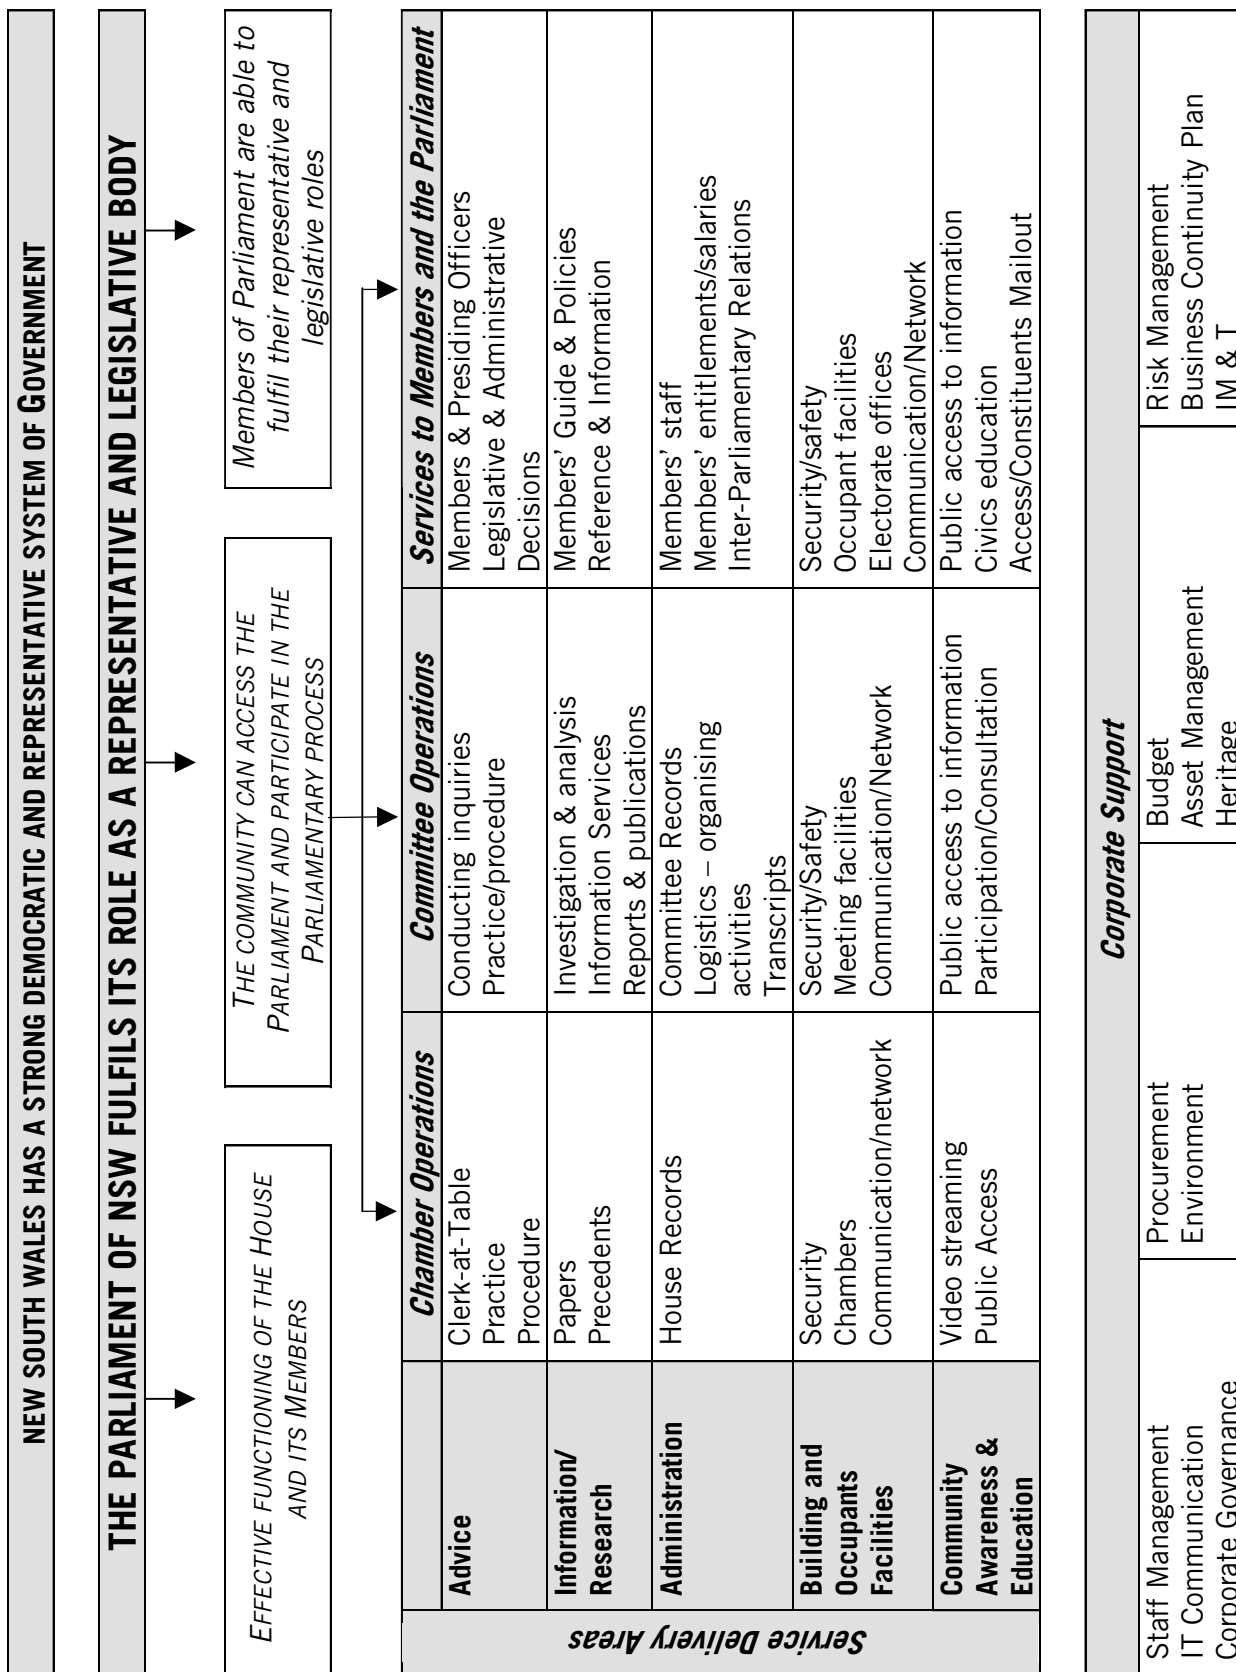 NEW SOUTH WALES HAS A STRONG DEMOCRATIC AND REPRESENTATIVE SYSTEM OF GOVERNMENT
THE PARLIAMENT OF NSW FULFILS ITS ROLE AS A REPRESENTATIVE AND LEGISLATIVE BODY
EFFECTIVE FUNCTIONING OF THE HOUSE
AND ITS MEMBERS
THE COMMUNITY CAN ACCESS THE
PARLIAMENT AND PARTICIPATE IN THE
PARLIAMENTARY PROCESS
Members of Parliament are able to
fulfil their representative and
legislative roles
Service Delivery Areas
Chamber Operations
Committee Operations
Services to Members and the Parliament
Advice
Clerk-at-Table
Practice
Procedure
Conducting inquiries
Practice/procedure
Members & Presiding Officers
Legislative & Administrative
Decisions
Information/
Research
Papers
Precedents
Investigation & analysis
Information Services
Reports & publications
Members' Guide & Policies
Reference & Information
Administration
House Records
Committee Records
Logistics – organising
activities
Transcripts
Members' staff
Members' entitlements/salaries
Inter-Parliamentary Relations
Building and
Occupants
Facilities
Security
Chambers
Communication/network
Security/Safety
Meeting facilities
Communication/Network
Security/safety
Occupant facilities
Electorate offices
Communication/Network
Community
Awareness &
Education
Video streaming
Public Access
Public access to information
Participation/Consultation
Public access to information
Civics education
Access/Constituents Mailout
Corporate Support
Staff Management
IT Communication
Corporate Governance
Procurement
Environment
Budget
Asset Management
Heritage
Risk Management
Business Continuity Plan
IM & T